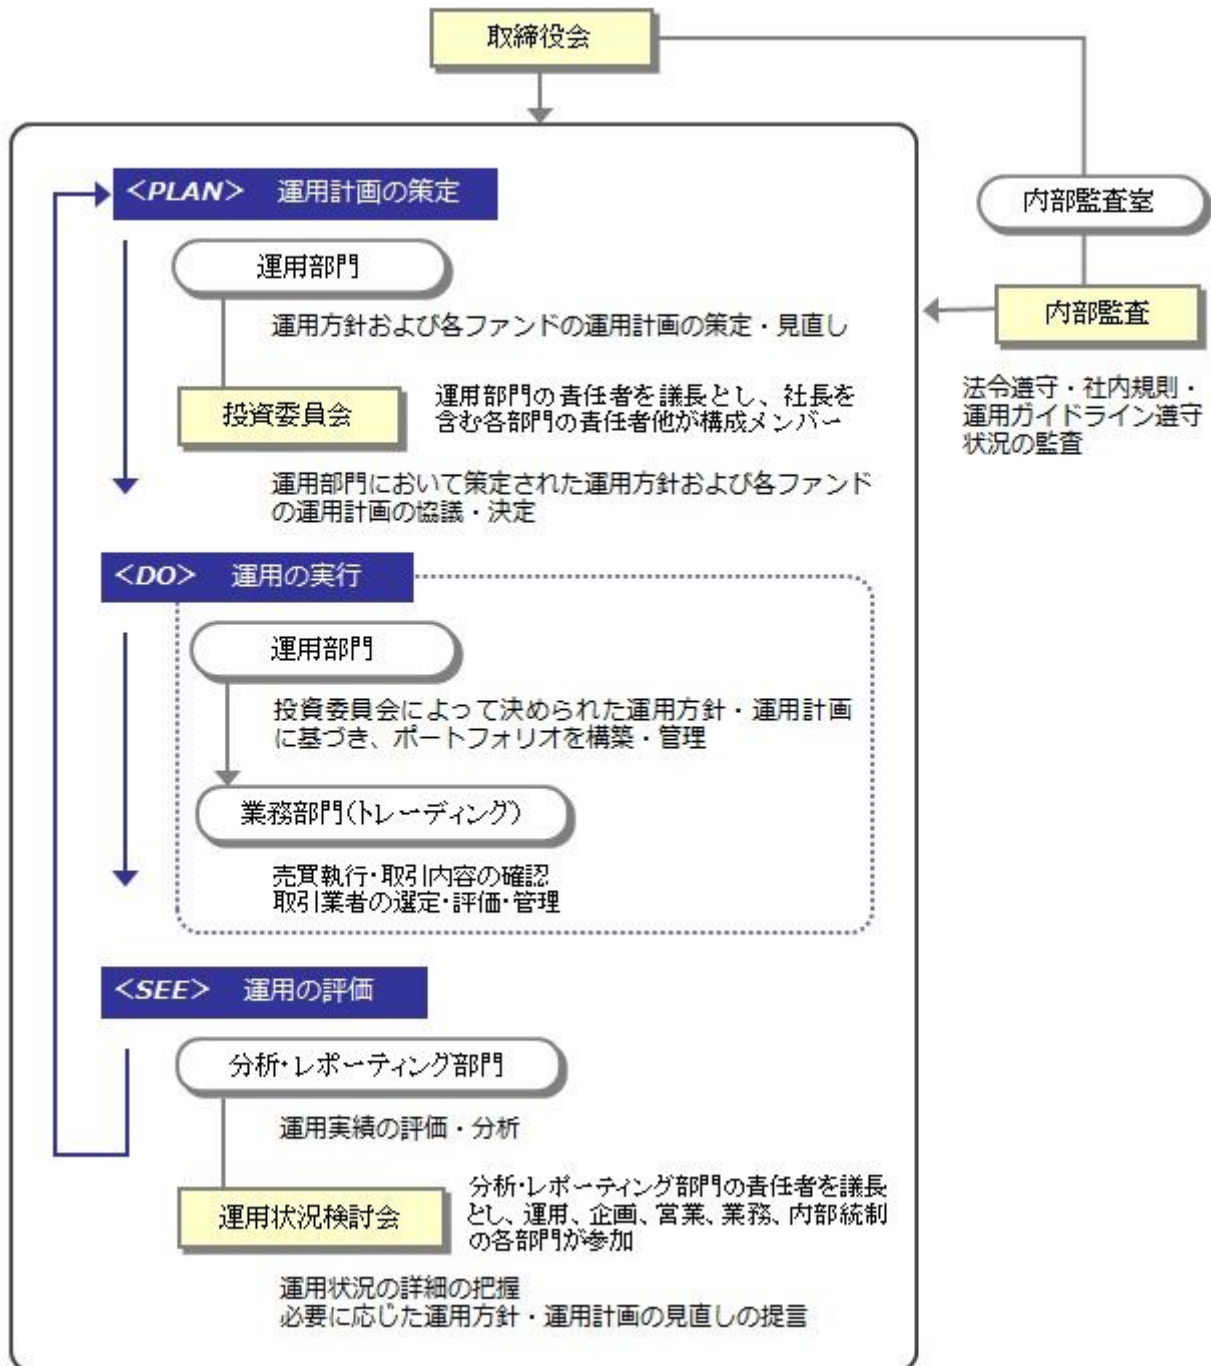 取締役会
<PLAN> 運用計画の策定
運用部門
運用方針および各ファンドの運用計画の策定・見直し
投資委員会
運用部門の責任者を議長とし、社長を
含む各部門の責任者他が構成メンバー
運用部門において策定された運用方針および各ファンド
の運用計画の協議・決定
<DO> 運用の実行
運用部門
投資委員会によって決められた運用方針・運用計画
に基づき、ポートフォリオを構築・管理
業務部門(トレーディング)
売買執行・取引内容の確認
取引業者の選定・評価・管理
<SEE> 運用の評価
分析・レポーティング部門
運用実績の評価・分析
運用状況検討会
分析・レポーティング部門の責任者を議長
とし、運用、企画、営業、業務、内部統制
の各部門が参加
運用状況の詳細の把握
必要に応じた運用方針・運用計画の見直しの提言
内部監査室
内部監査
法令遵守・社内規則・
運用ガイドライン遵守
状況の監査